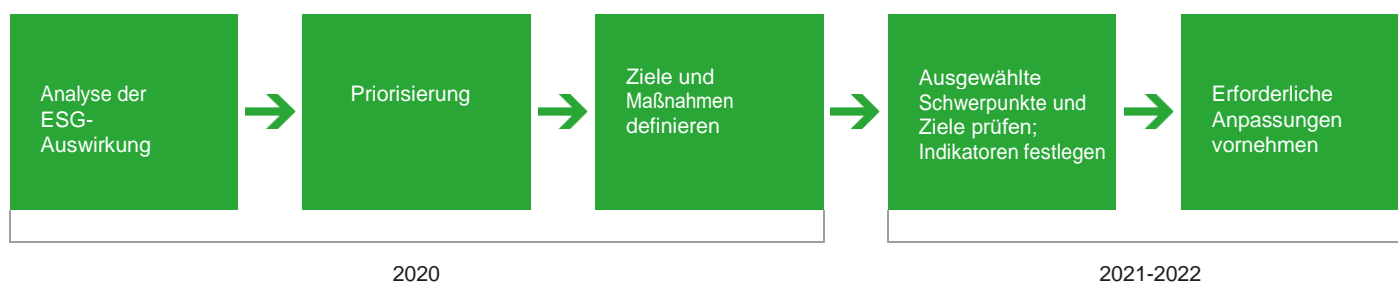 Analyse der
ESG-
Auswirkung
Priorisierung
Ziele und
Maßnahmen
definieren
Ausgewählte
Schwerpunkte und
Ziele prüfen;
Indikatoren festlegen
Erforderliche
Anpassungen
vornehmen
2020
2021-2022